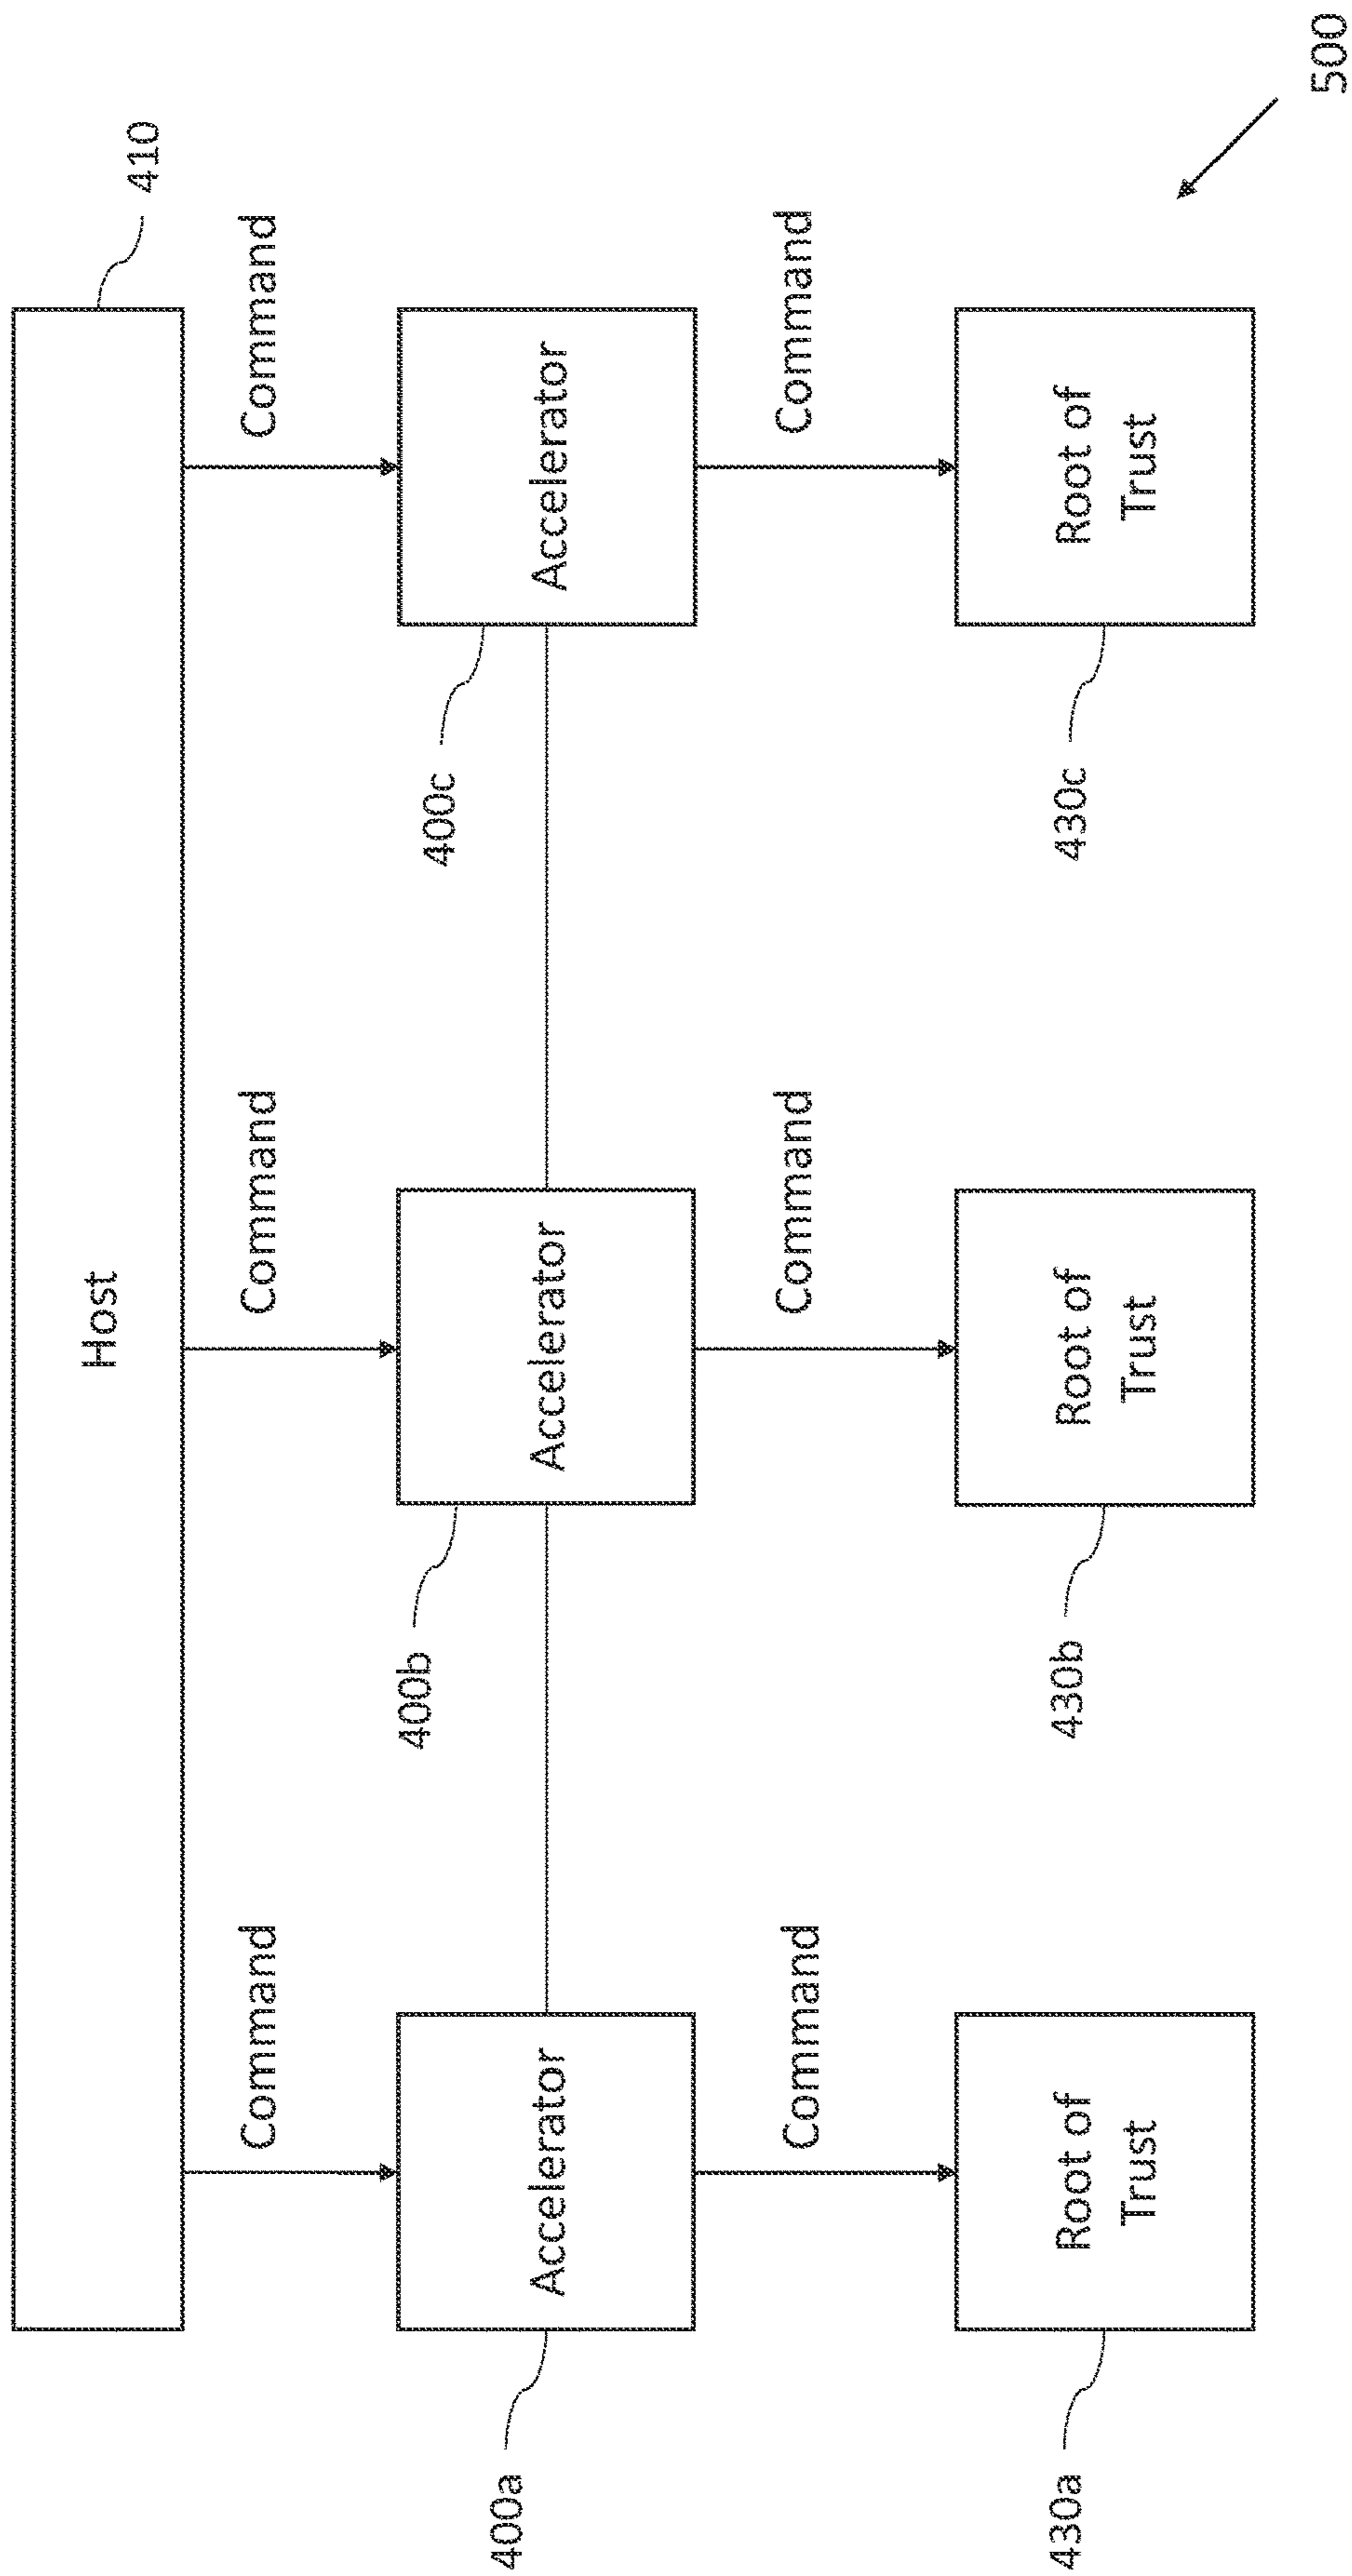 Host
410
Command
Command
Command
400a
Accelerator
400b
Accelerator
400c
Accelerator
Command
Command
Command
430a
Root of
Trust
430b
Root of
Trust
430c
Root of
Trust
500